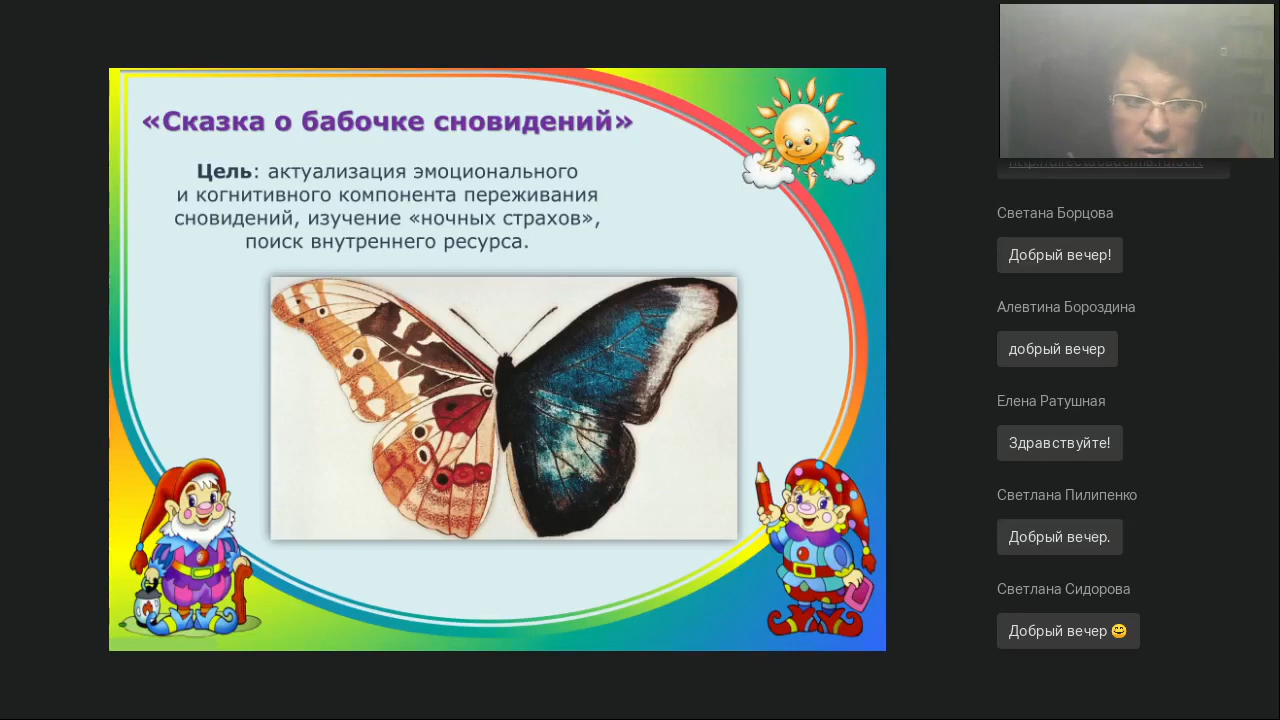 «Сказка о бабочке сновидений»
Цель: актуализация эмоционального
и когнитивного компонента переживания
сновидений, изучение «ночных страхов»,
поиск внутреннего ресурса.
Светана Борцова
Добрый вечер!
Алевтина Бороздина
добрый вечер
Елена Ратушная
Здравствуйте!
Светлана Пилипенко
Добрый вечер.
Светлана Сидорова
Добрый вечер 😊